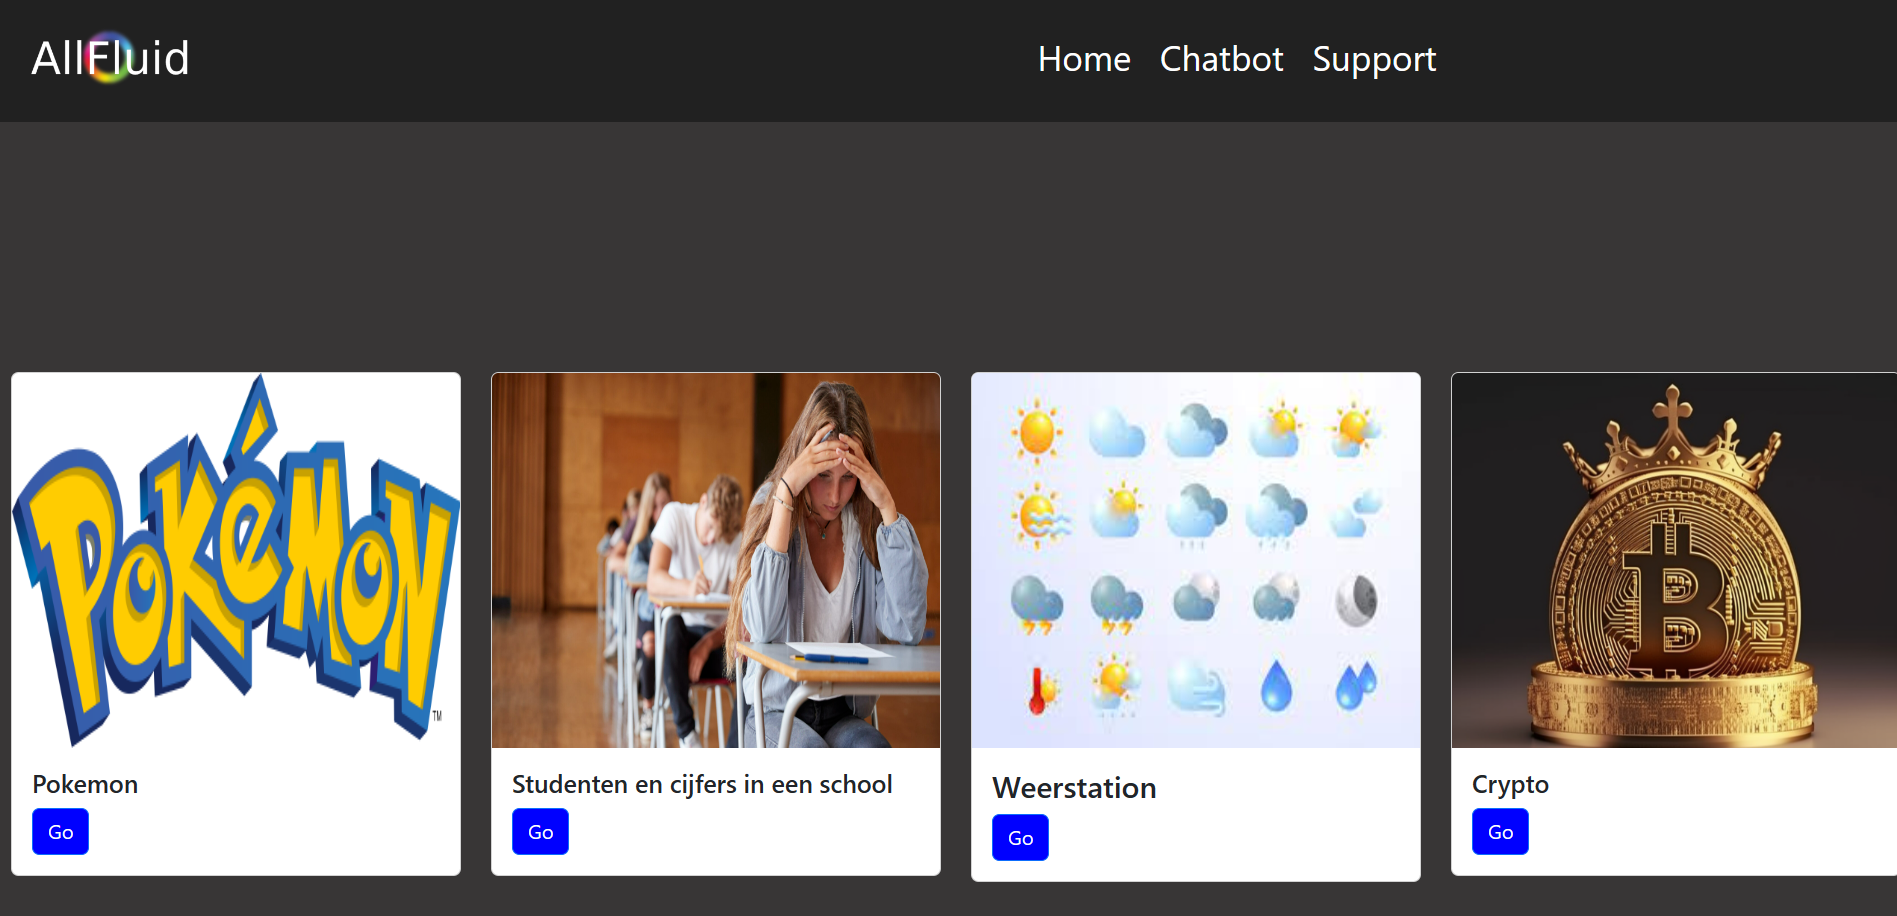 AllFluid
Home Chatbot Support
POKéMON
TM
Pokemon
Go
Studenten en cijfers in een school
Go
Weerstation
Go
B
Crypto
Go